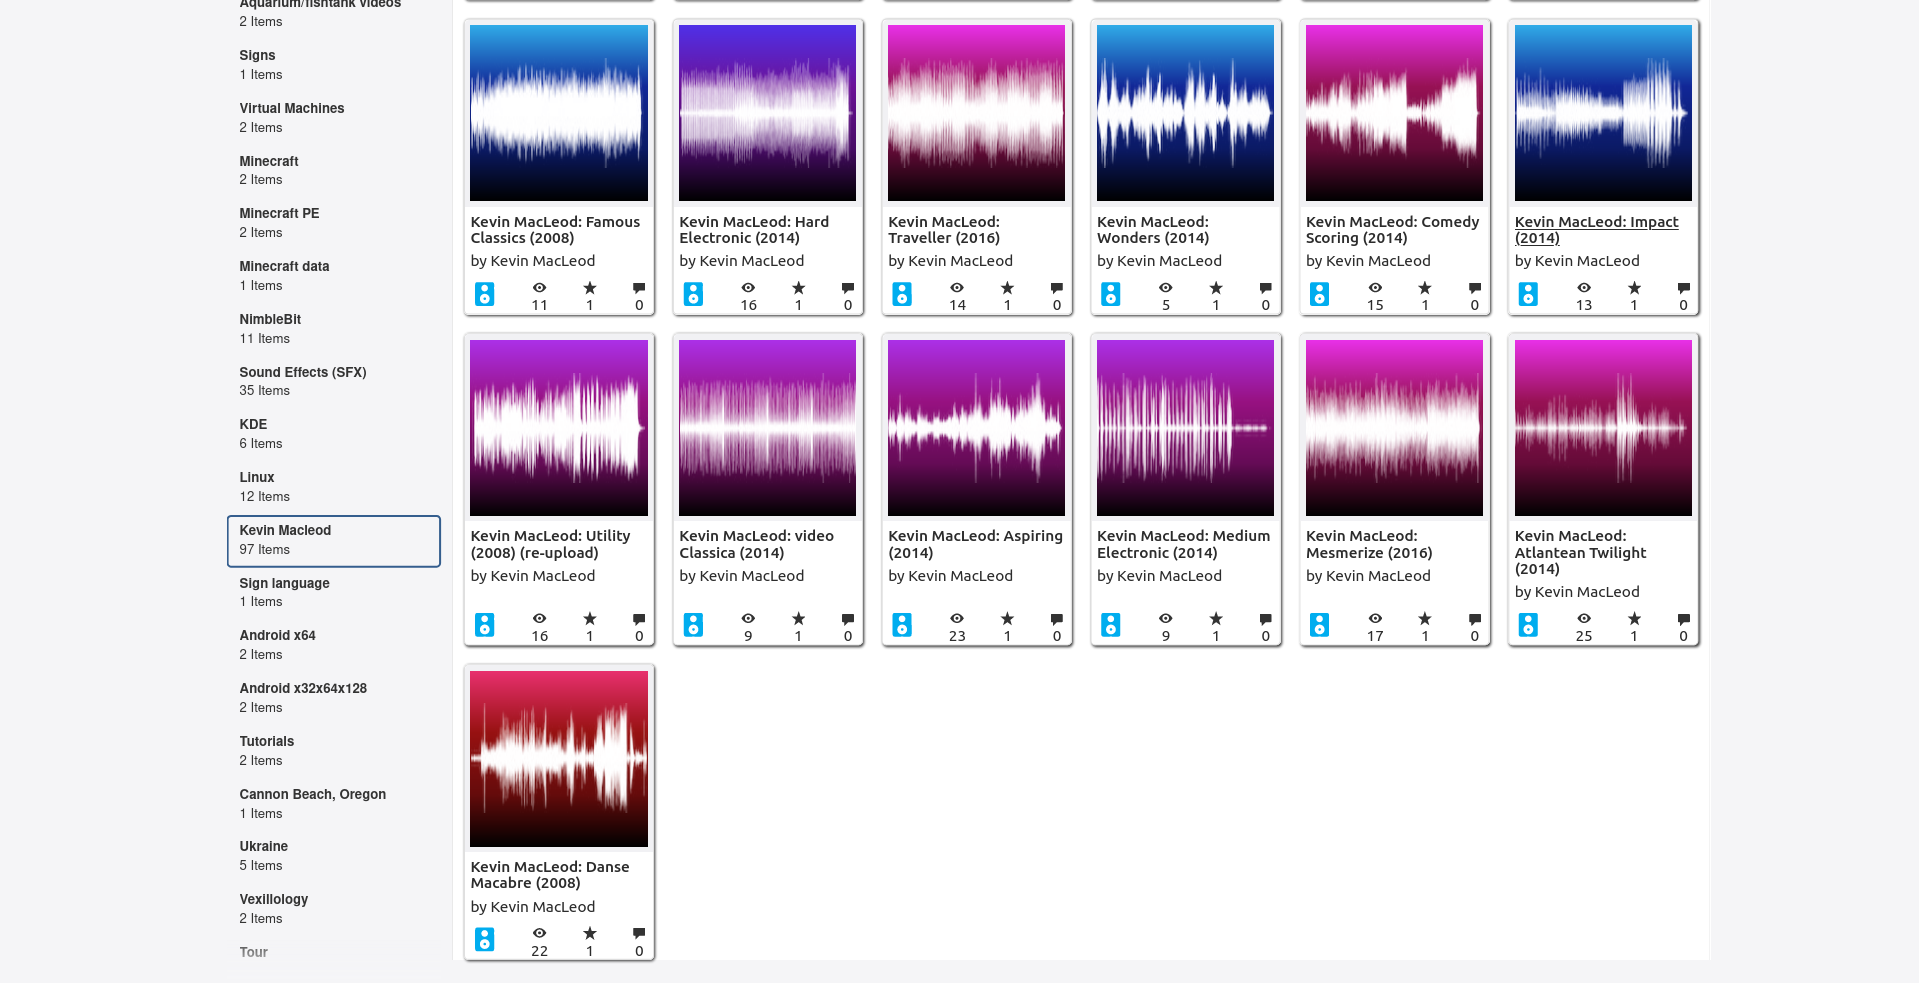 Aquarium/fishtank videos
2 Items
Signs
1 Items
Virtual Machines
2 Items
Minecraft
2 Items
Minecraft PE
2 Items
Minecraft data
1 Items
NimbleBit
11 Items
Sound Effects (SFX)
35 Items
KDE
6 Items
Linux
12 Items
Kevin Macleod
97 Items
Sign language
1 Items
Android x64
2 Items
Android x32x64x128
2 Items
Tutorials
2 Items
Cannon Beach, Oregon
1 Items
Ukraine
5 Items
Vexillology
2 Items
Tour
Kevin MacLeod: Famous
Classics (2008)
by Kevin MacLeod
11 1 0
Kevin MacLeod: Hard
Electronic (2014)
by Kevin MacLeod
16 1 0
Kevin MacLeod:
Traveller (2016)
by Kevin MacLeod
14 1 0
Kevin MacLeod:
Wonders (2014)
by Kevin MacLeod
5 1 0
Kevin MacLeod: Comedy
Scoring (2014)
by Kevin MacLeod
15 1 0
Kevin MacLeod: Impact
(2014)
by Kevin MacLeod
13 1 0
Kevin MacLeod: Utility
(2008) (re-upload)
by Kevin MacLeod
16 1 0
Kevin MacLeod: video
Classica (2014)
by Kevin MacLeod
9 1 0
Kevin MacLeod: Aspiring
(2014)
by Kevin MacLeod
23 1 0
Kevin MacLeod: Medium
Electronic (2014)
by Kevin MacLeod
9 1 0
Kevin MacLeod:
Mesmerize (2016)
by Kevin MacLeod
17 1 0
Kevin MacLeod:
Atlantean Twilight
(2014)
by Kevin MacLeod
25 1 0
Kevin MacLeod: Danse
Macabre (2008)
by Kevin MacLeod
22 1 0